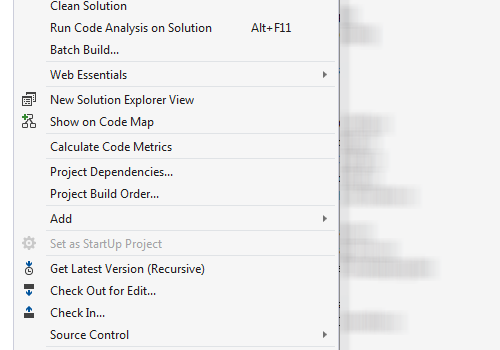 Clean Solution
Run Code Analysis on Solution Alt+F11
Batch Build...
Web Essentials
New Solution Explorer View
Show on Code Map
Calculate Code Metrics
Project Dependencies...
Project Build Order...
Add
Set as StartUp Project
Get Latest Version (Recursive)
Check Out for Edit...
Check In...
Source Control